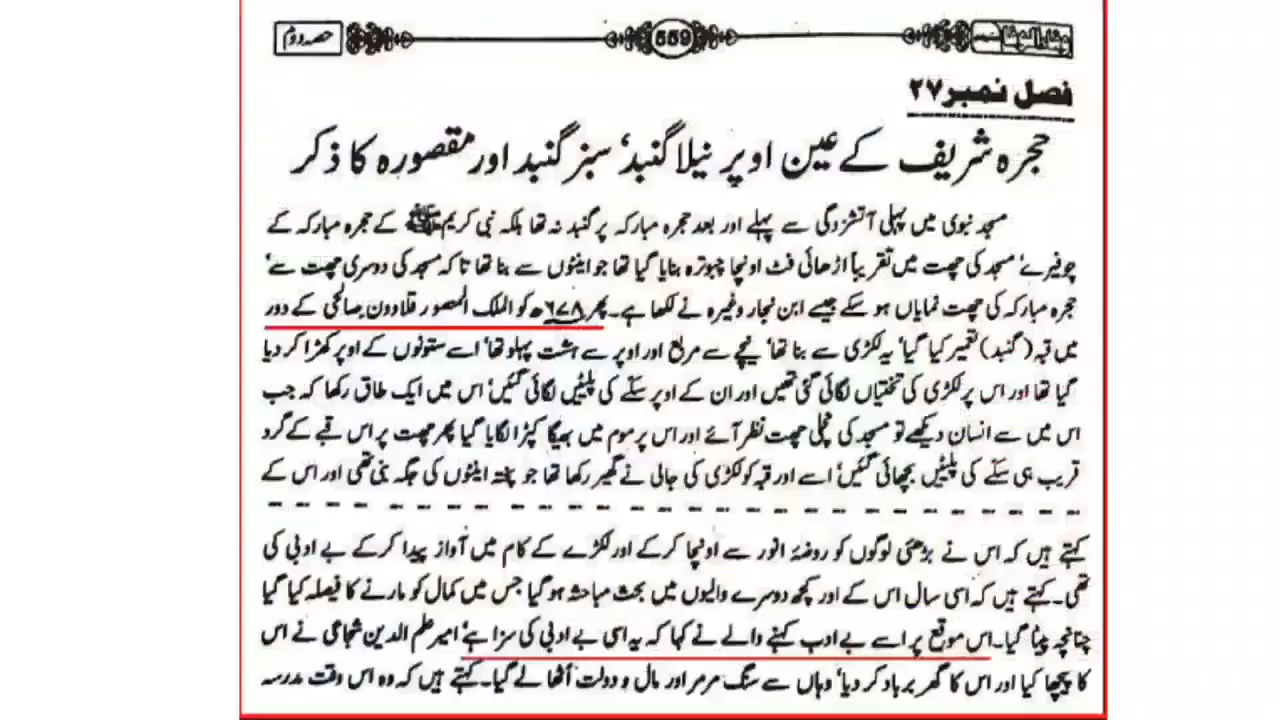 حصہ دوم 559
فصل نمبر ۲۷
حجرہ شریف کے عین اوپر نیلا گنبد، سبز گنبد اور مقصورہ کا ذکر
مسجد نبوی میں پہلی آتشزدگی سے پہلے اور بعد حجرہ مبارکہ پر گنبد نہ تھا بلکہ نبی کریم ﷺ کے حجرہ مبارکہ کے
چوفیرے، مسجد کی چھت میں تقریباً اڑھائی فٹ اونچا چبوترہ بنایا گیا تھا جو اینٹوں سے بنا تھا تا کہ مسجد کی دوسری چھت سے،
حجرہ مبارکہ کی چھت نمایاں ہو سکے جیسے ابن نجار وغیرہ نے لکھا ہے۔ پھر ۶۷۸ھ کو الملک المنصور قلاوون صالحی کے دور
میں قبہ (گنبد) تعمیر کیا گیا، یہ لکڑی سے بنا تھا، نیچے سے مربع اور اوپر سے ہشت پہلو تھا، اسے ستونوں کے اوپر کھڑا کر دیا
گیا تھا اور اس پر لکڑی کی تختیاں لگائی گئی تھیں اور ان کے اوپر سکّے کی پلیٹیں لگائی گئیں، اس میں ایک طاق رکھا کہ جب
اس میں سے انسان دیکھے تو مسجد کی نچلی چھت نظر آئے اور اس پر موم میں بھیگا کپڑا لگایا گیا پھر چھت پر اس قبے کے گرد
قریب ہی سکّے کی پلیٹیں بچھائی گئیں، اسے اور قبہ کو لکڑی کی جالی نے گھیر رکھا تھا جو پختہ اینٹوں کی جگہ بنی تھی اور اس کے
کہتے ہیں کہ اس نے بڑھئی لوگوں کو روضۂ انور سے اونچا کر کے اور لکڑے کے کام میں آواز پیدا کر کے بے ادبی کی
تھی۔ کہتے ہیں کہ اسی سال اس کے اور کچھ دوسرے والیوں میں بحث مباحثہ ہو گیا جس میں کمال کو مارنے کا فیصلہ کیا گیا
چنانچہ پیٹا گیا۔ اس موقع پر اسے بے ادب کہنے والے نے کہا کہ یہ اسی بے ادبی کی سزا ہے، امیر علم الدین شجاعی نے اس
کا پیچھا کیا اور اس کا گھر برباد کر دیا، وہاں سے سنگ مرمر اور مال و دولت اُٹھا لے گیا۔ کہتے ہیں کہ وہ اس وقت مدرسہ